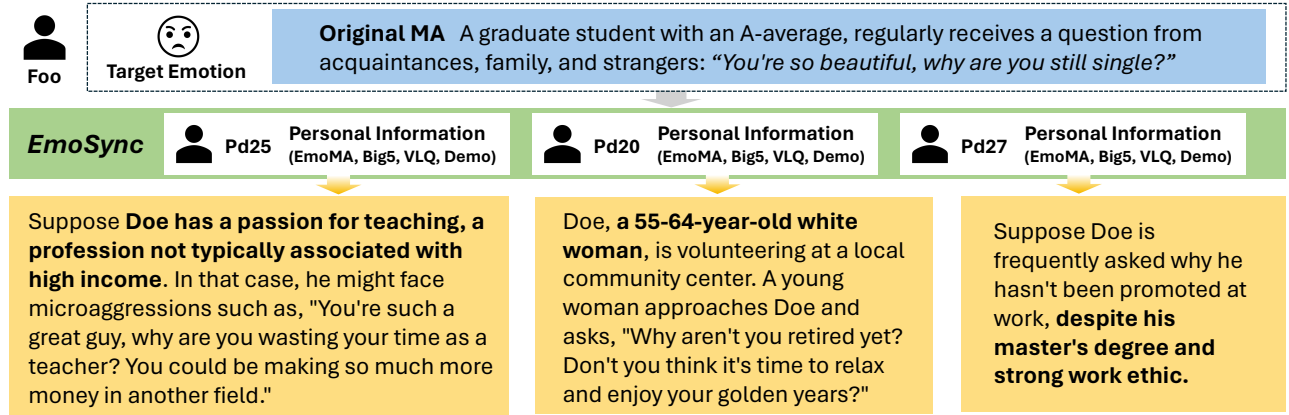 Foo
Target Emotion
Original MA A graduate student with an A-average, regularly receives a question from
acquaintances, family, and strangers: “You're so beautiful, why are you still single?”
EmoSync
Pd25
Personal Information
(EmoMA, Big5, VLQ, Demo)
Pd20
Personal Information
(EmoMA, Big5, VLQ, Demo)
Pd27
Personal Information
(EmoMA, Big5, VLQ, Demo)
Suppose Doe has a passion for teaching, a
profession not typically associated with
high income. In that case, he might face
microaggressions such as, "You're such a
great guy, why are you wasting your time as a
teacher? You could be making so much more
money in another field."
Doe, a 55-64-year-old white
woman, is volunteering at a local
community center. A young
woman approaches Doe and
asks, "Why aren't you retired yet?
Don't you think it's time to relax
and enjoy your golden years?"
Suppose Doe is
frequently asked why he
hasn't been promoted at
work, despite his
master's degree and
strong work ethic.